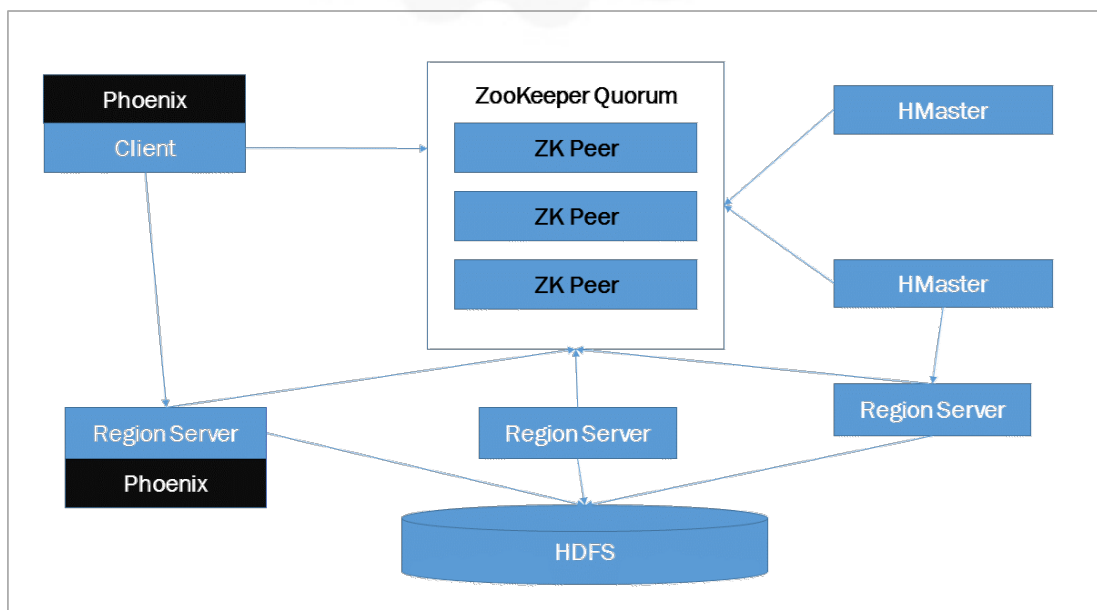 Phoenix
Client
ZooKeeper Quorum
ZK Peer
ZK Peer
ZK Peer
HMaster
HMaster
Region Server
Phoenix
Region Server
Region Server
HDFS